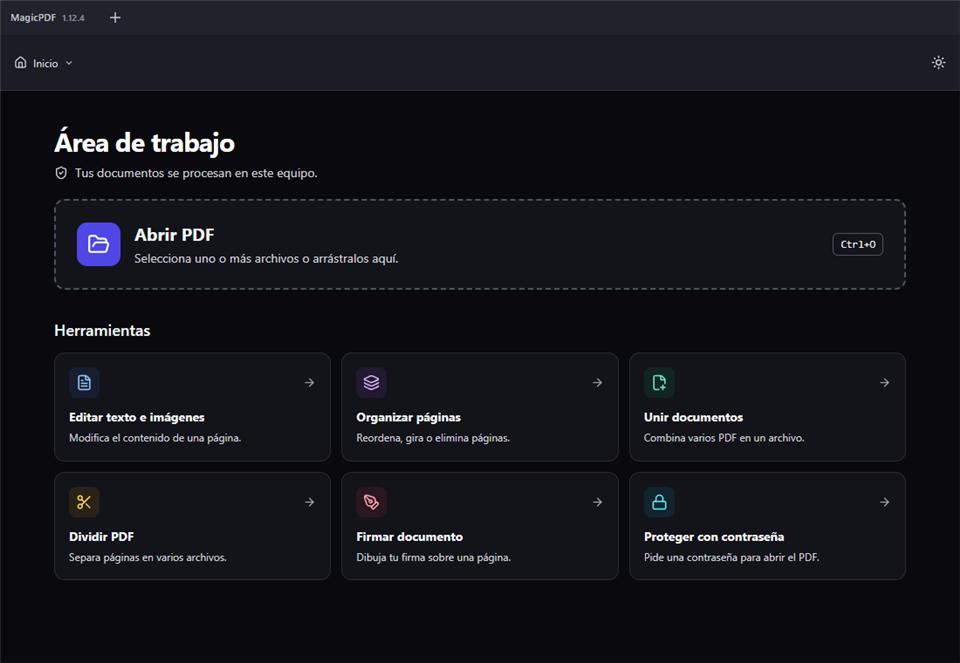 MagicPDF 1.12.4
Inicio
Área de trabajo
Tus documentos se procesan en este equipo.
Abrir PDF
Selecciona uno o más archivos o arrástralos aquí.
Ctrl+O
Herramientas
Editar texto e imágenes
Modifica el contenido de una página.
Organizar páginas
Reordena, gira o elimina páginas.
Unir documentos
Combina varios PDF en un archivo.
Dividir PDF
Separa páginas en varios archivos.
Firmar documento
Dibuja tu firma sobre una página.
Proteger con contraseña
Pide una contraseña para abrir el PDF.